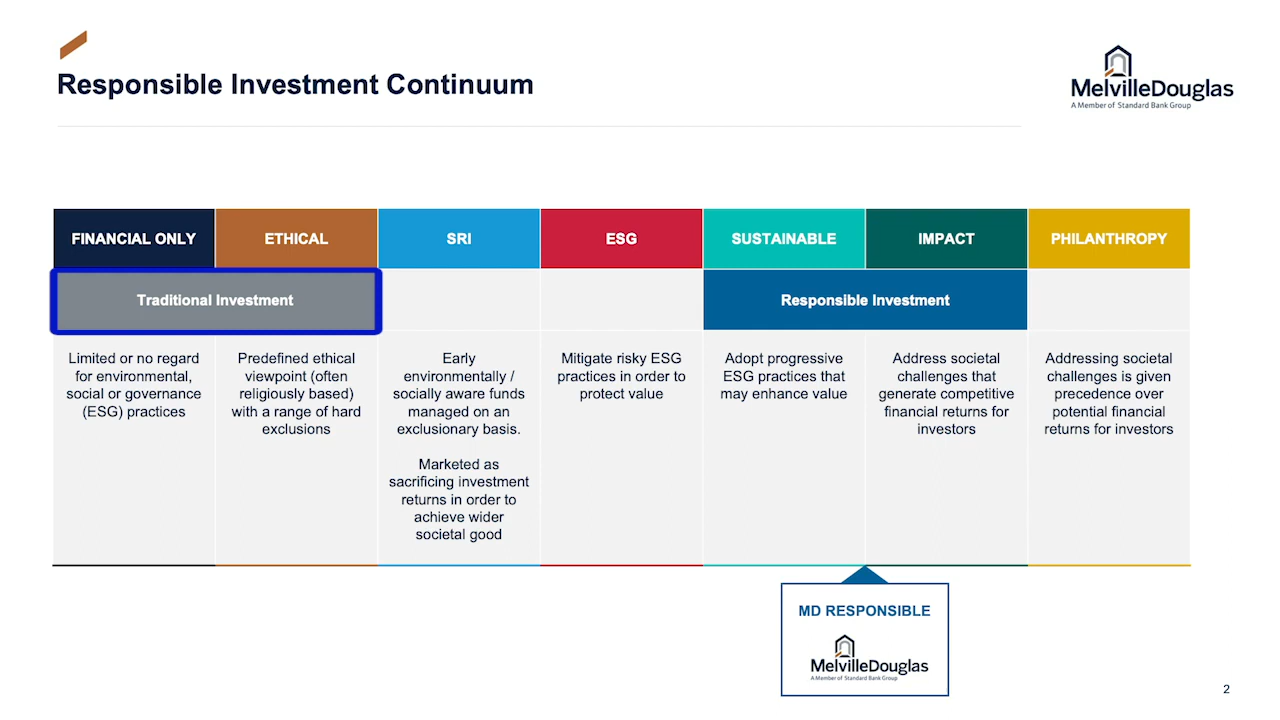 Responsible Investment Continuum
MelvilleDouglas
A Member of Standard Bank Group
FINANCIAL ONLY
ETHICAL
SRI
ESG
SUSTAINABLE
IMPACT
PHILANTHROPY
Traditional Investment
Responsible Investment
Limited or no regard
for environmental,
social or governance
(ESG) practices
Predefined ethical
viewpoint (often
religiously based)
with a range of hard
exclusions
Early
environmentally /
socially aware funds
managed on an
exclusionary basis.
Marketed as
sacrificing investment
returns in order to
achieve wider
societal good
Mitigate risky ESG
practices in order to
protect value
Adopt progressive
ESG practices that
may enhance value
Address societal
challenges that
generate competitive
financial returns for
investors
Addressing societal
challenges is given
precedence over
potential financial
returns for investors
MD RESPONSIBLE
MelvilleDouglas
A Member of Standard Bank Group
2